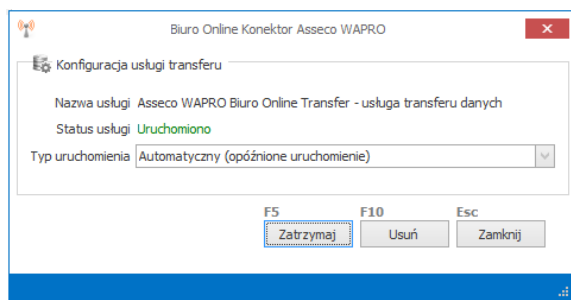 Biuro Online Konektor Asseco WAPRO
Konfiguracja usługi transferu
Nazwa usługi Asseco WAPRO Biuro Online Transfer - usługa transferu danych
Status usługi Uruchomiono
Typ uruchomienia Automatyczny (opóźnione uruchomienie)
F5 F10 Esc
Zatrzymaj Usuń Zamknij